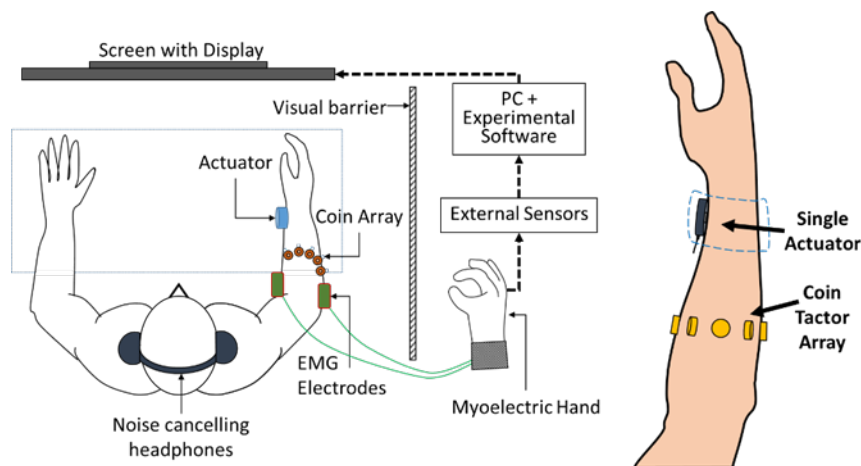 Screen with Display
Visual barrier
PC +
Experimental
Software
Actuator
Coin Array
External Sensors
EMG
Electrodes
Myoelectric Hand
Noise cancelling
headphones
Single
Actuator
Coin
Tactor
Array